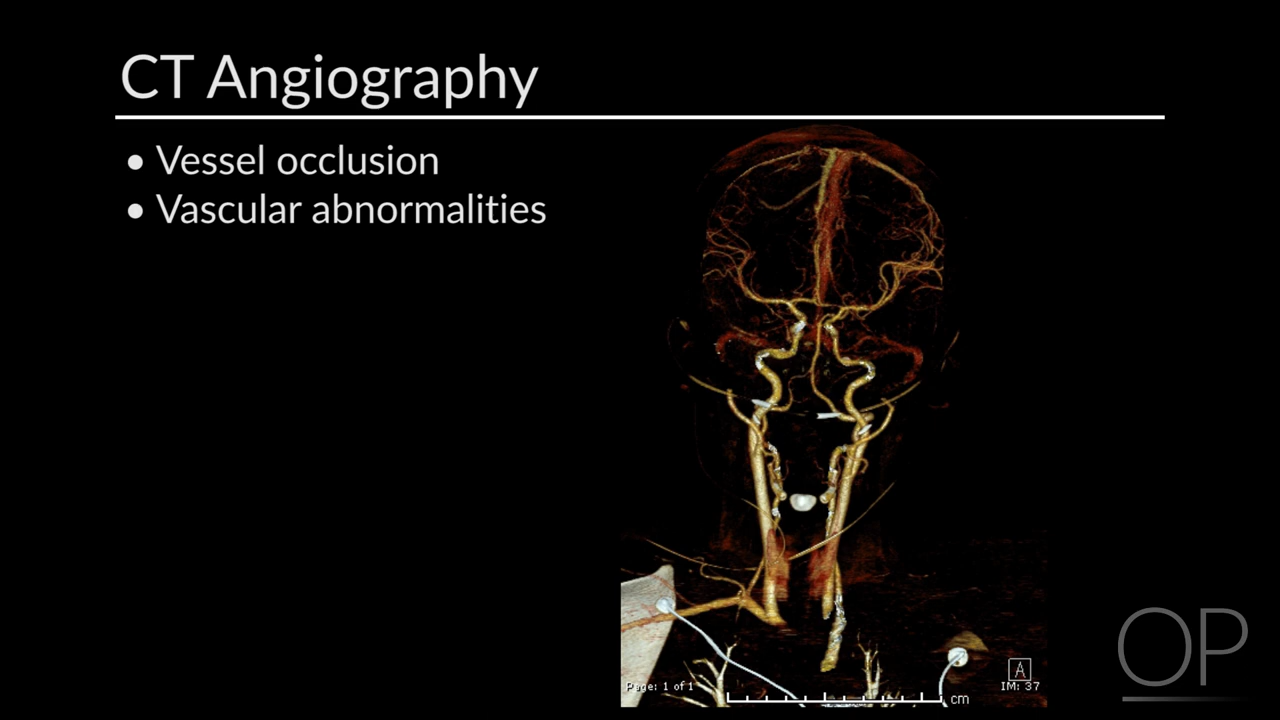 CT Angiography
• Vessel occlusion
• Vascular abnormalities
A
Page: 1 of 1
IM: 37
cm
OP